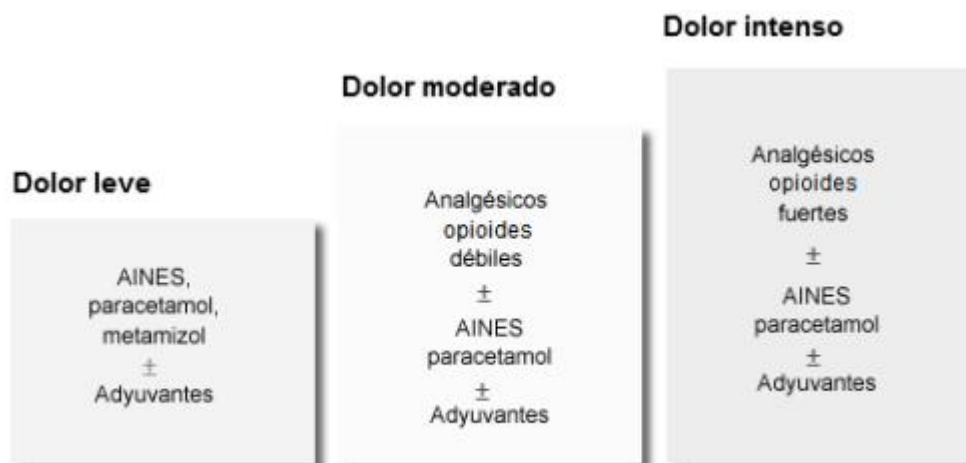 Dolor leve
AINES,
paracetamol,
metamizol
±
Adyuvantes
Dolor moderado
Analgésicos
opioides
débiles
±
AINES
paracetamol
±
Adyuvantes
Dolor intenso
Analgésicos
opioides
fuertes
±
AINES
paracetamol
±
Adyuvantes